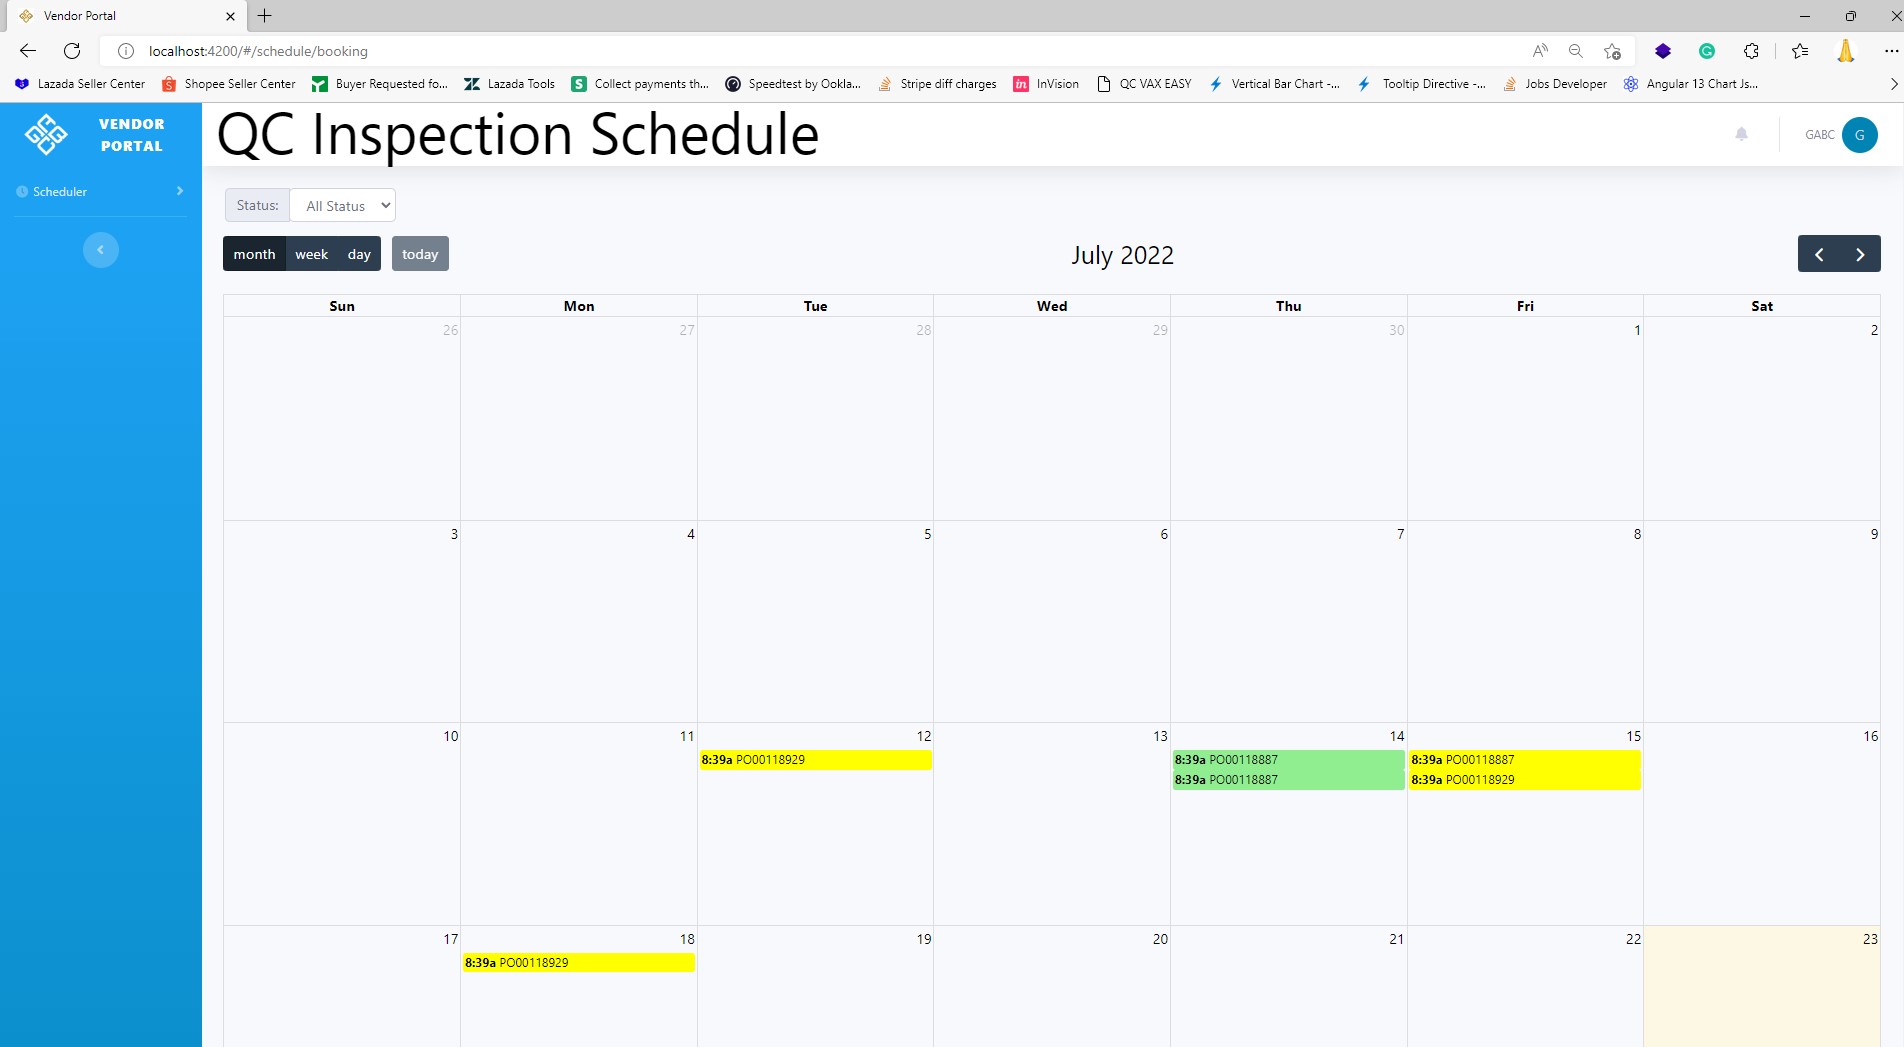 Vendor Portal
localhost:4200/#/schedule/booking
Lazada Seller Center Shopee Seller Center Buyer Requested fo... Lazada Tools Collect payments th... Speedtest by Ookla... Stripe diff charges InVision QC VAX EASY Vertical Bar Chart -... Tooltip Directive -... Jobs Developer Angular 13 Chart Js...
VENDOR
PORTAL
QC Inspection Schedule
GABC G
Scheduler
Status: All Status
month week day today
July 2022
Sun Mon Tue Wed Thu Fri Sat
26 27 28 29 30 1 2
3 4 5 6 7 8 9
10 11 12 13 14 15 16
8:39a PO00118929 8:39a PO00118887 8:39a PO00118887
8:39a PO00118887 8:39a PO00118929
17 18 19 20 21 22 23
8:39a PO00118929